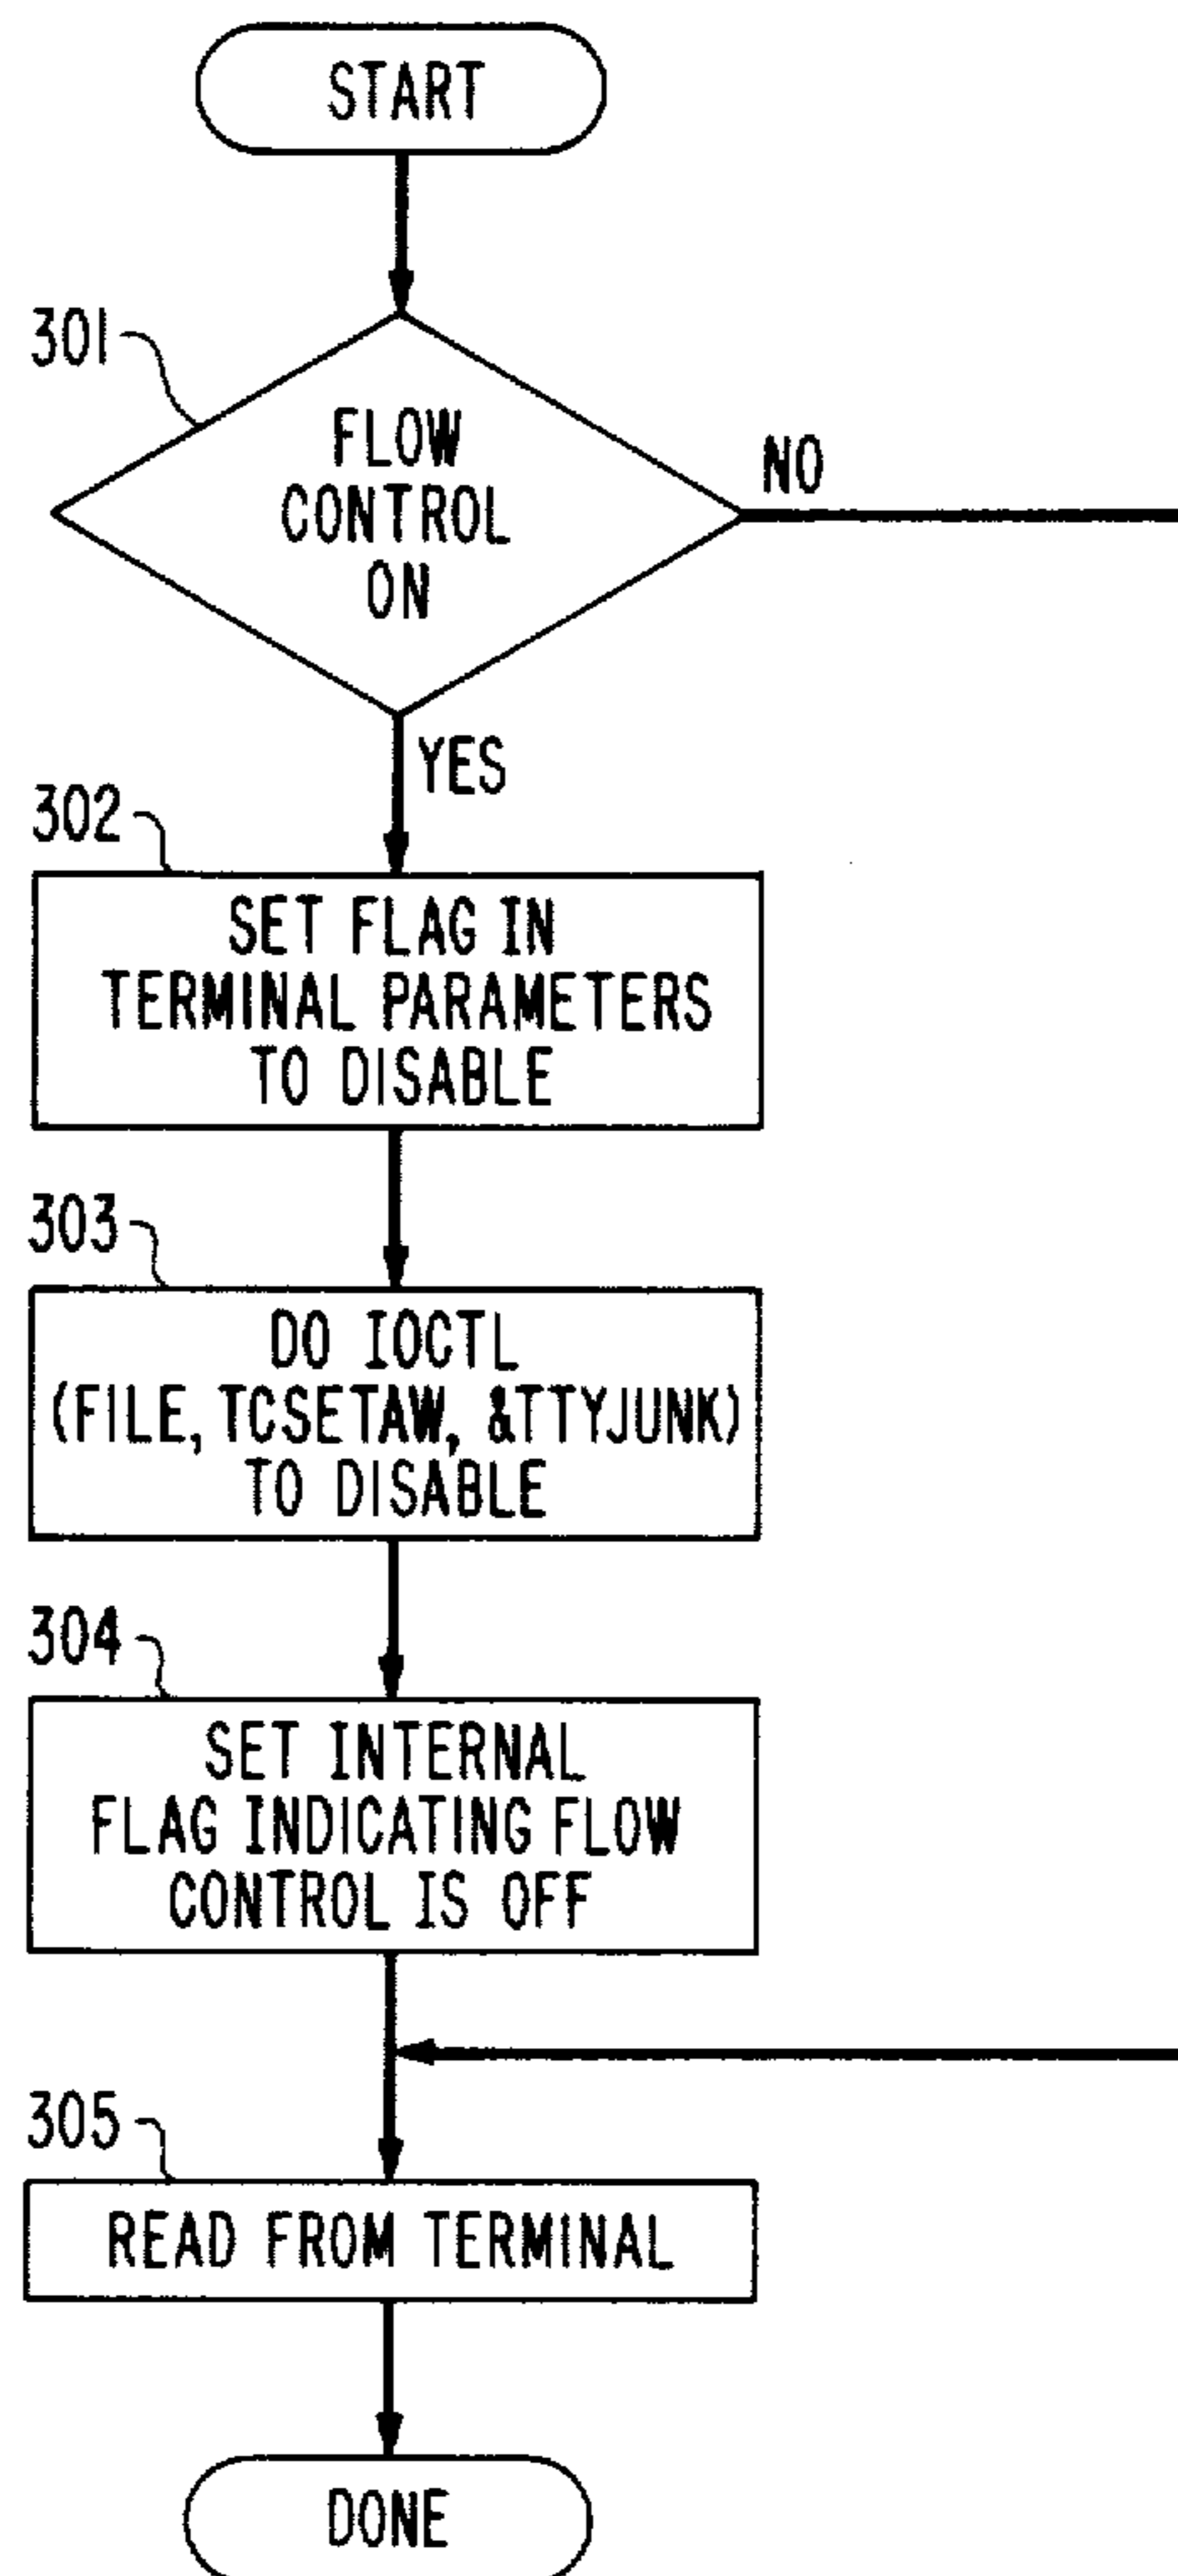 START
301
FLOW
CONTROL
ON
NO
YES
302
SET FLAG IN
TERMINAL PARAMETERS
TO DISABLE
303
DO IOCTL
(FILE, TCSETAW, &TTYJUNK)
TO DISABLE
304
SET INTERNAL
FLAG INDICATING FLOW
CONTROL IS OFF
305
READ FROM TERMINAL
DONE